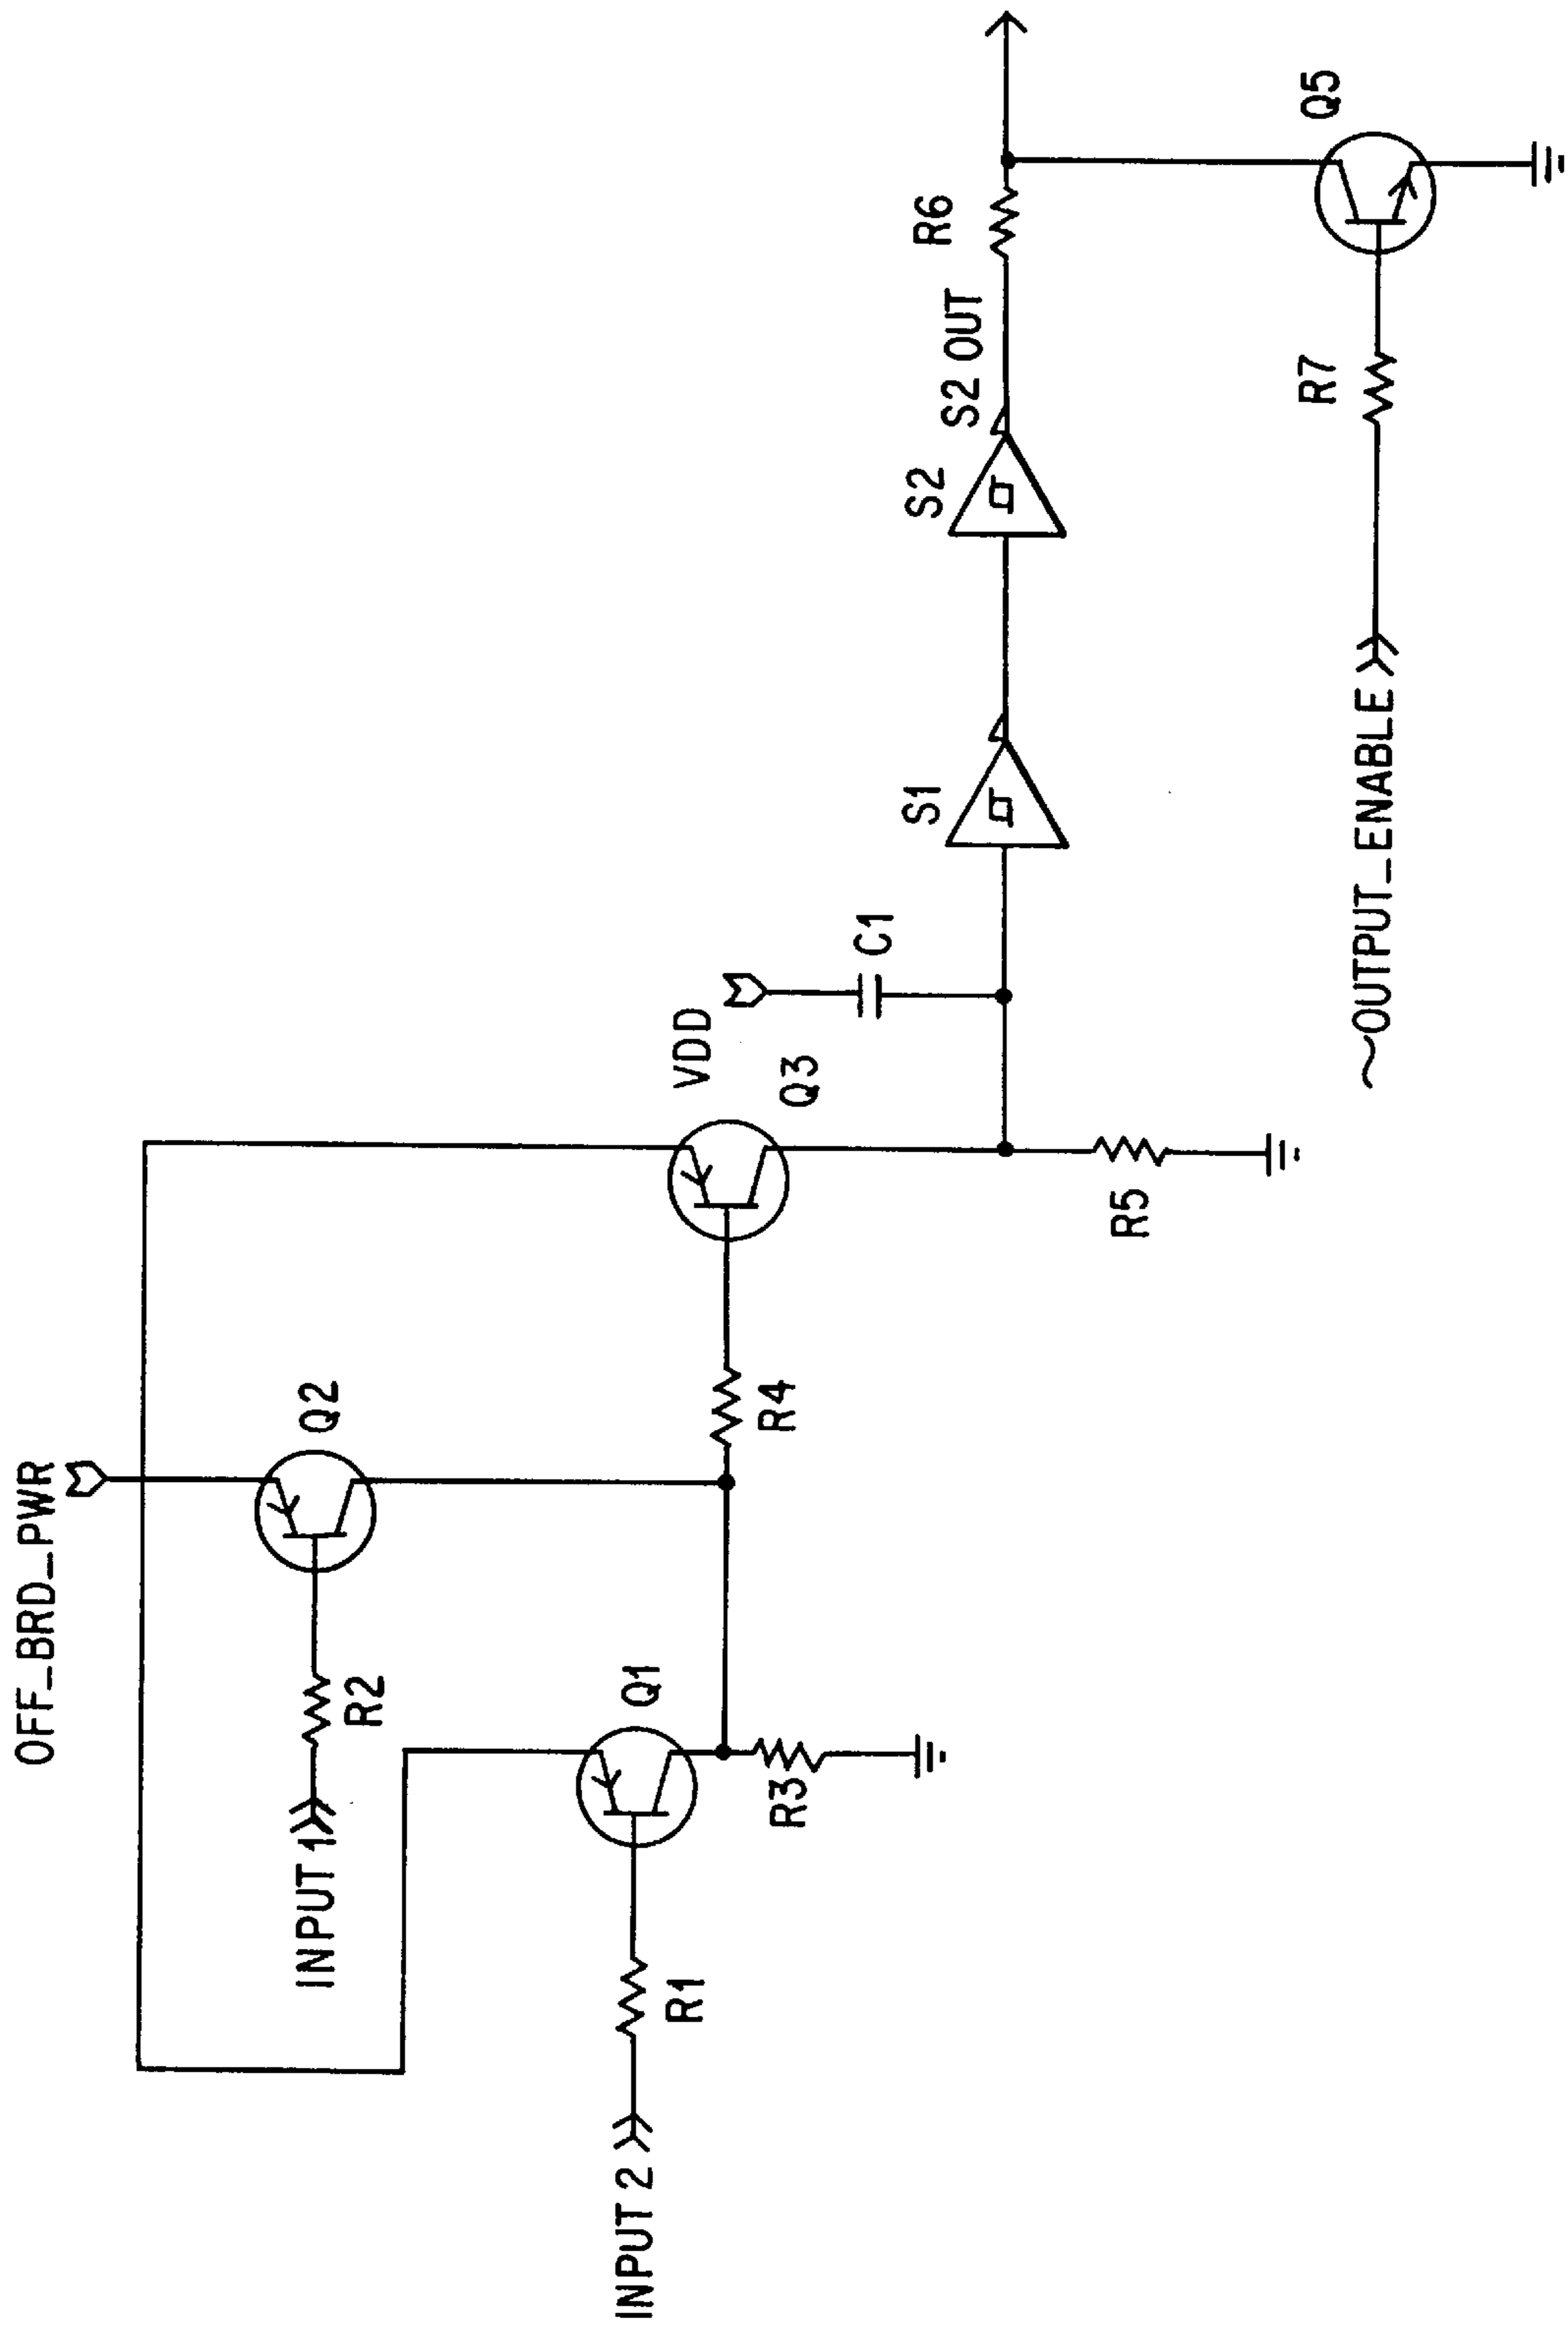 OFF_BRD_PWR
INPUT 1
R2
Q2
INPUT 2
R1
Q1
R3
R4
Q3
VDD
C1
R5
S1
S2
S2 OUT
R6
~OUTPUT_ENABLE
R7
Q5